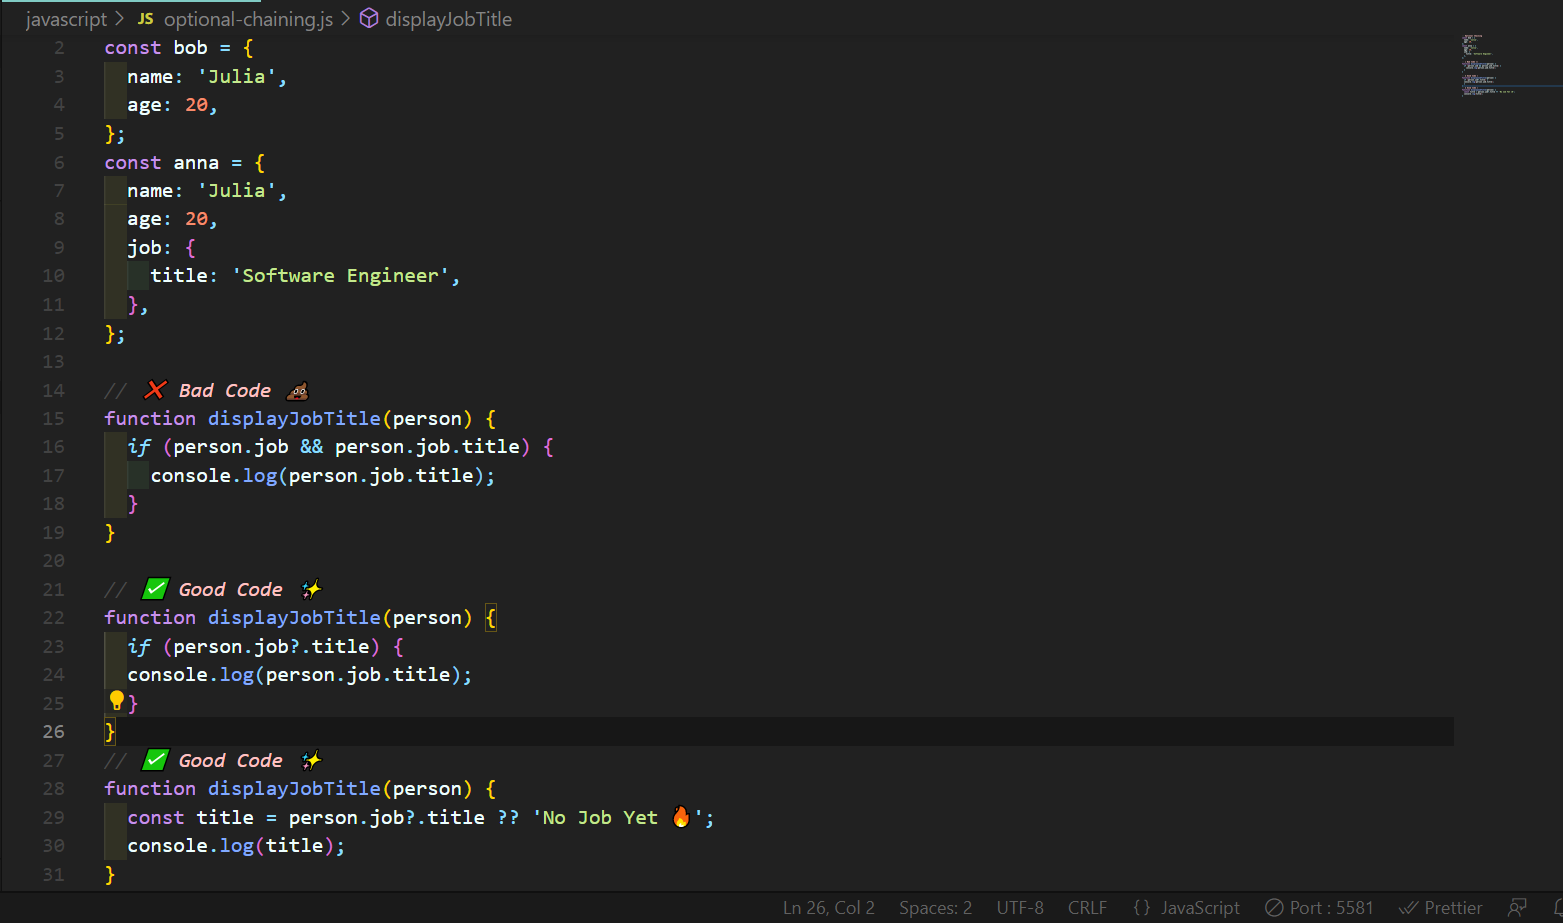 javascript > JS optional-chaining.js > displayJobTitle
2 const bob = {
3 name: 'Julia',
4 age: 20,
5 };
6 const anna = {
7 name: 'Julia',
8 age: 20,
9 job: {
10 title: 'Software Engineer',
11 },
12 };
13
14 // ❌ Bad Code 💩
15 function displayJobTitle(person) {
16 if (person.job && person.job.title) {
17 console.log(person.job.title);
18 }
19 }
20
21 // ✅ Good Code ✨
22 function displayJobTitle(person) {
23 if (person.job?.title) {
24 console.log(person.job.title);
25 }
26 }
27 // ✅ Good Code ✨
28 function displayJobTitle(person) {
29 const title = person.job?.title ?? 'No Job Yet 🔥';
30 console.log(title);
31 }
Ln 26, Col 2 Spaces: 2 UTF-8 CRLF {} JavaScript Port : 5581 Prettier